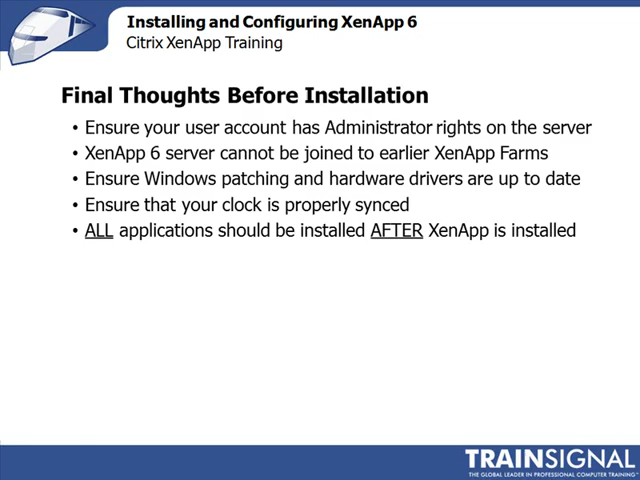 Installing and Configuring XenApp 6
Citrix XenApp Training
Final Thoughts Before Installation
• Ensure your user account has Administrator rights on the server
• XenApp 6 server cannot be joined to earlier XenApp Farms
• Ensure Windows patching and hardware drivers are up to date
• Ensure that your clock is properly synced
• ALL applications should be installed AFTER XenApp is installed
TRAINSIGNAL
THE GLOBAL LEADER IN PROFESSIONAL COMPUTER TRAINING™